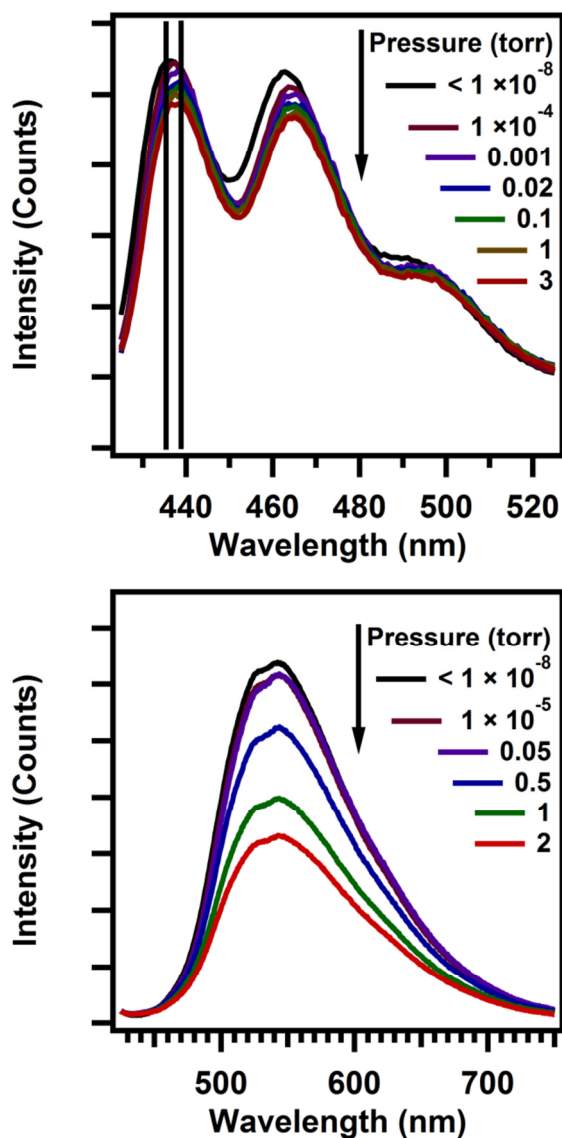 Pressure (torr)
< 1 ×10⁻⁸
1 ×10⁻⁴
0.001
0.02
0.1
1
3
Intensity (Counts)
440 460 480 500 520
Wavelength (nm)
Pressure (torr)
< 1 × 10⁻⁸
1 × 10⁻⁵
0.05
0.5
1
2
Intensity (Counts)
500 600 700
Wavelength (nm)